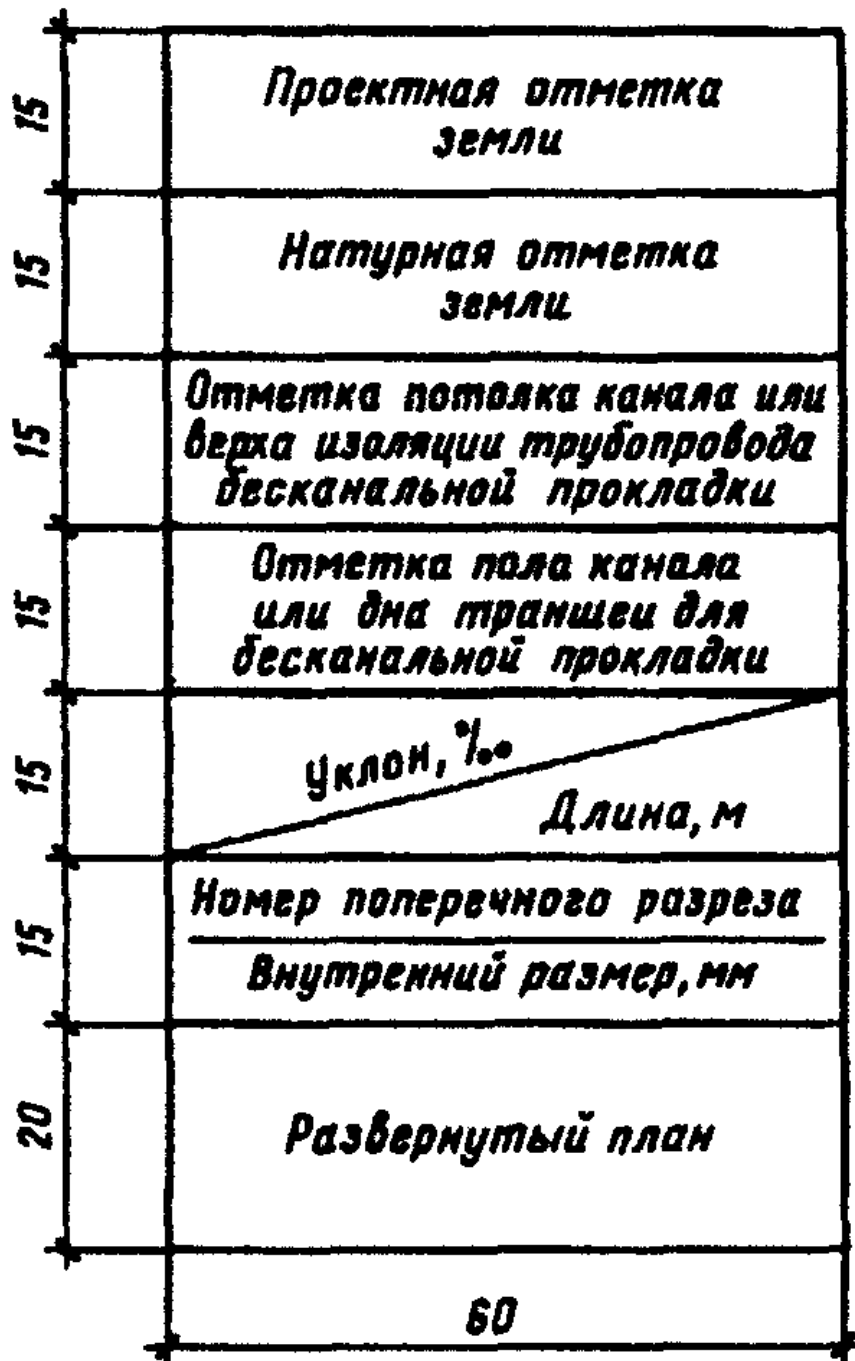 15
Проектная отметка
земли
15
Натурная отметка
земли
15
Отметка потолка канала или
верха изоляции трубопровода
бесканальной прокладки
15
Отметка пола канала
или дна траншеи для
бесканальной прокладки
15
Уклон, ‰
Длина, м
15
Номер поперечного разреза
Внутренний размер, мм
20
Развернутый план
60